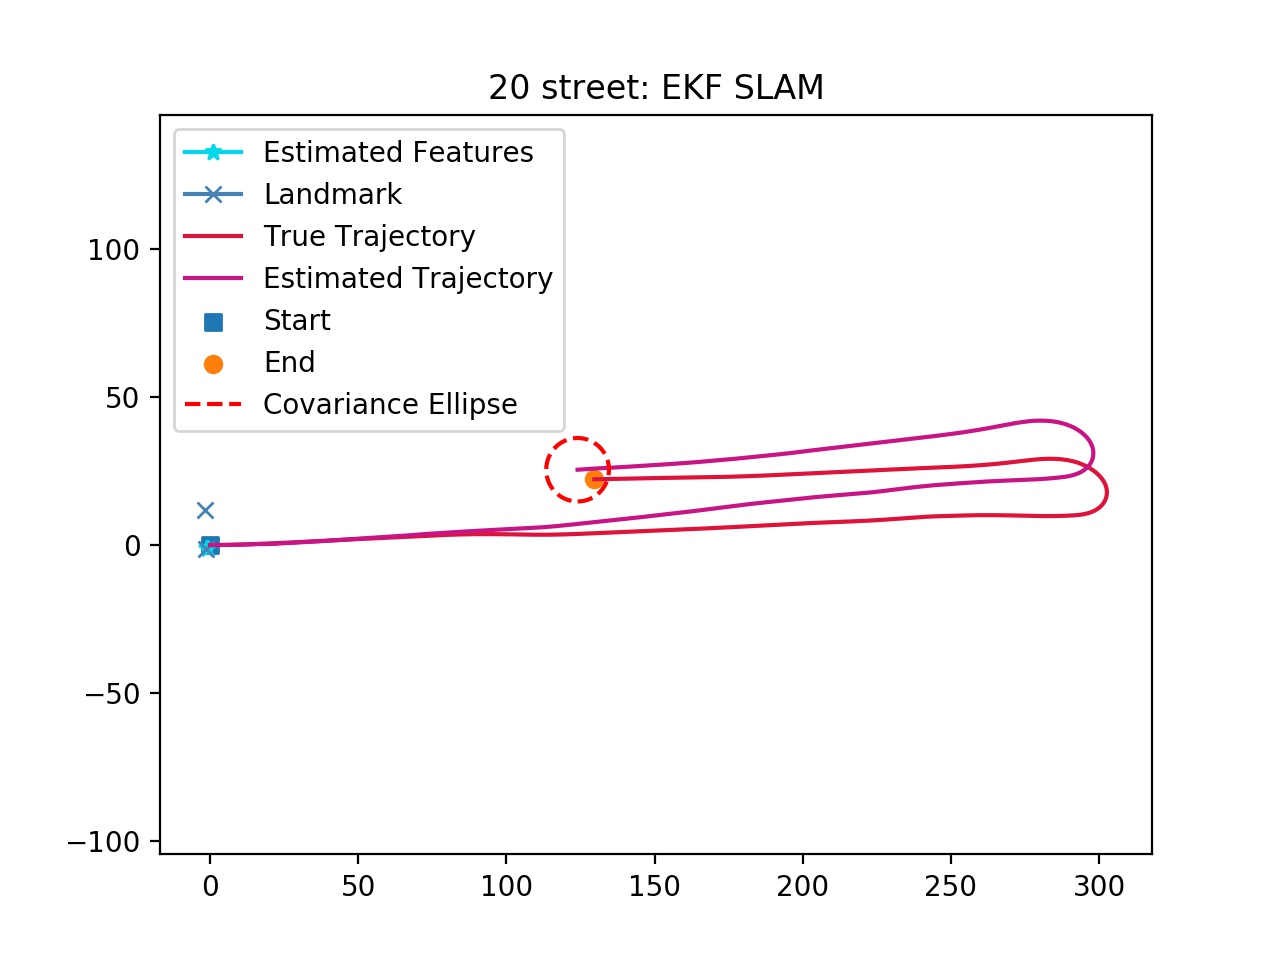 20 street: EKF SLAM
Estimated Features
Landmark
True Trajectory
Estimated Trajectory
Start
End
Covariance Ellipse
100
50
0
−50
−100
0 50 100 150 200 250 300